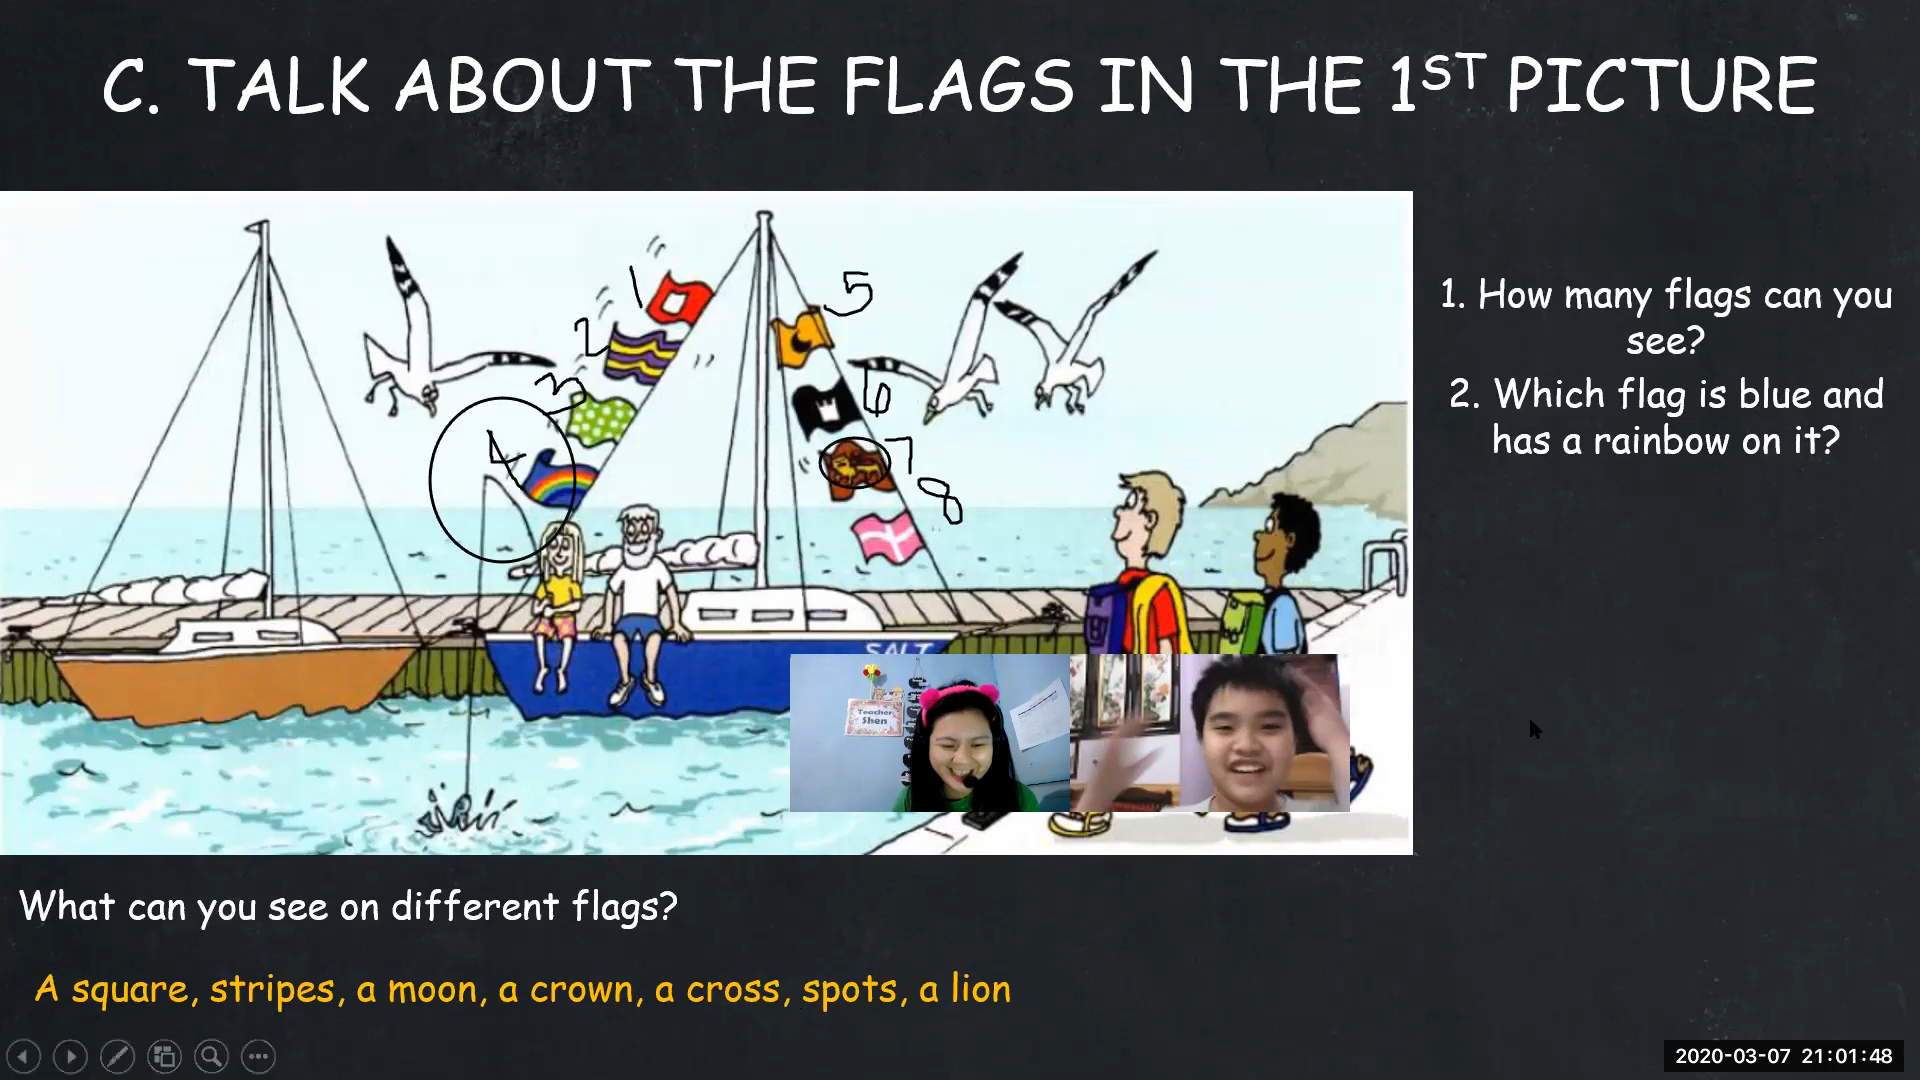 C. TALK ABOUT THE FLAGS IN THE 1ST PICTURE
1
2
3
4
5
6
7
8
SALT
Teacher
Shen
1. How many flags can you
see?
2. Which flag is blue and
has a rainbow on it?
What can you see on different flags?
A square, stripes, a moon, a crown, a cross, spots, a lion
2020-03-07 21:01:48